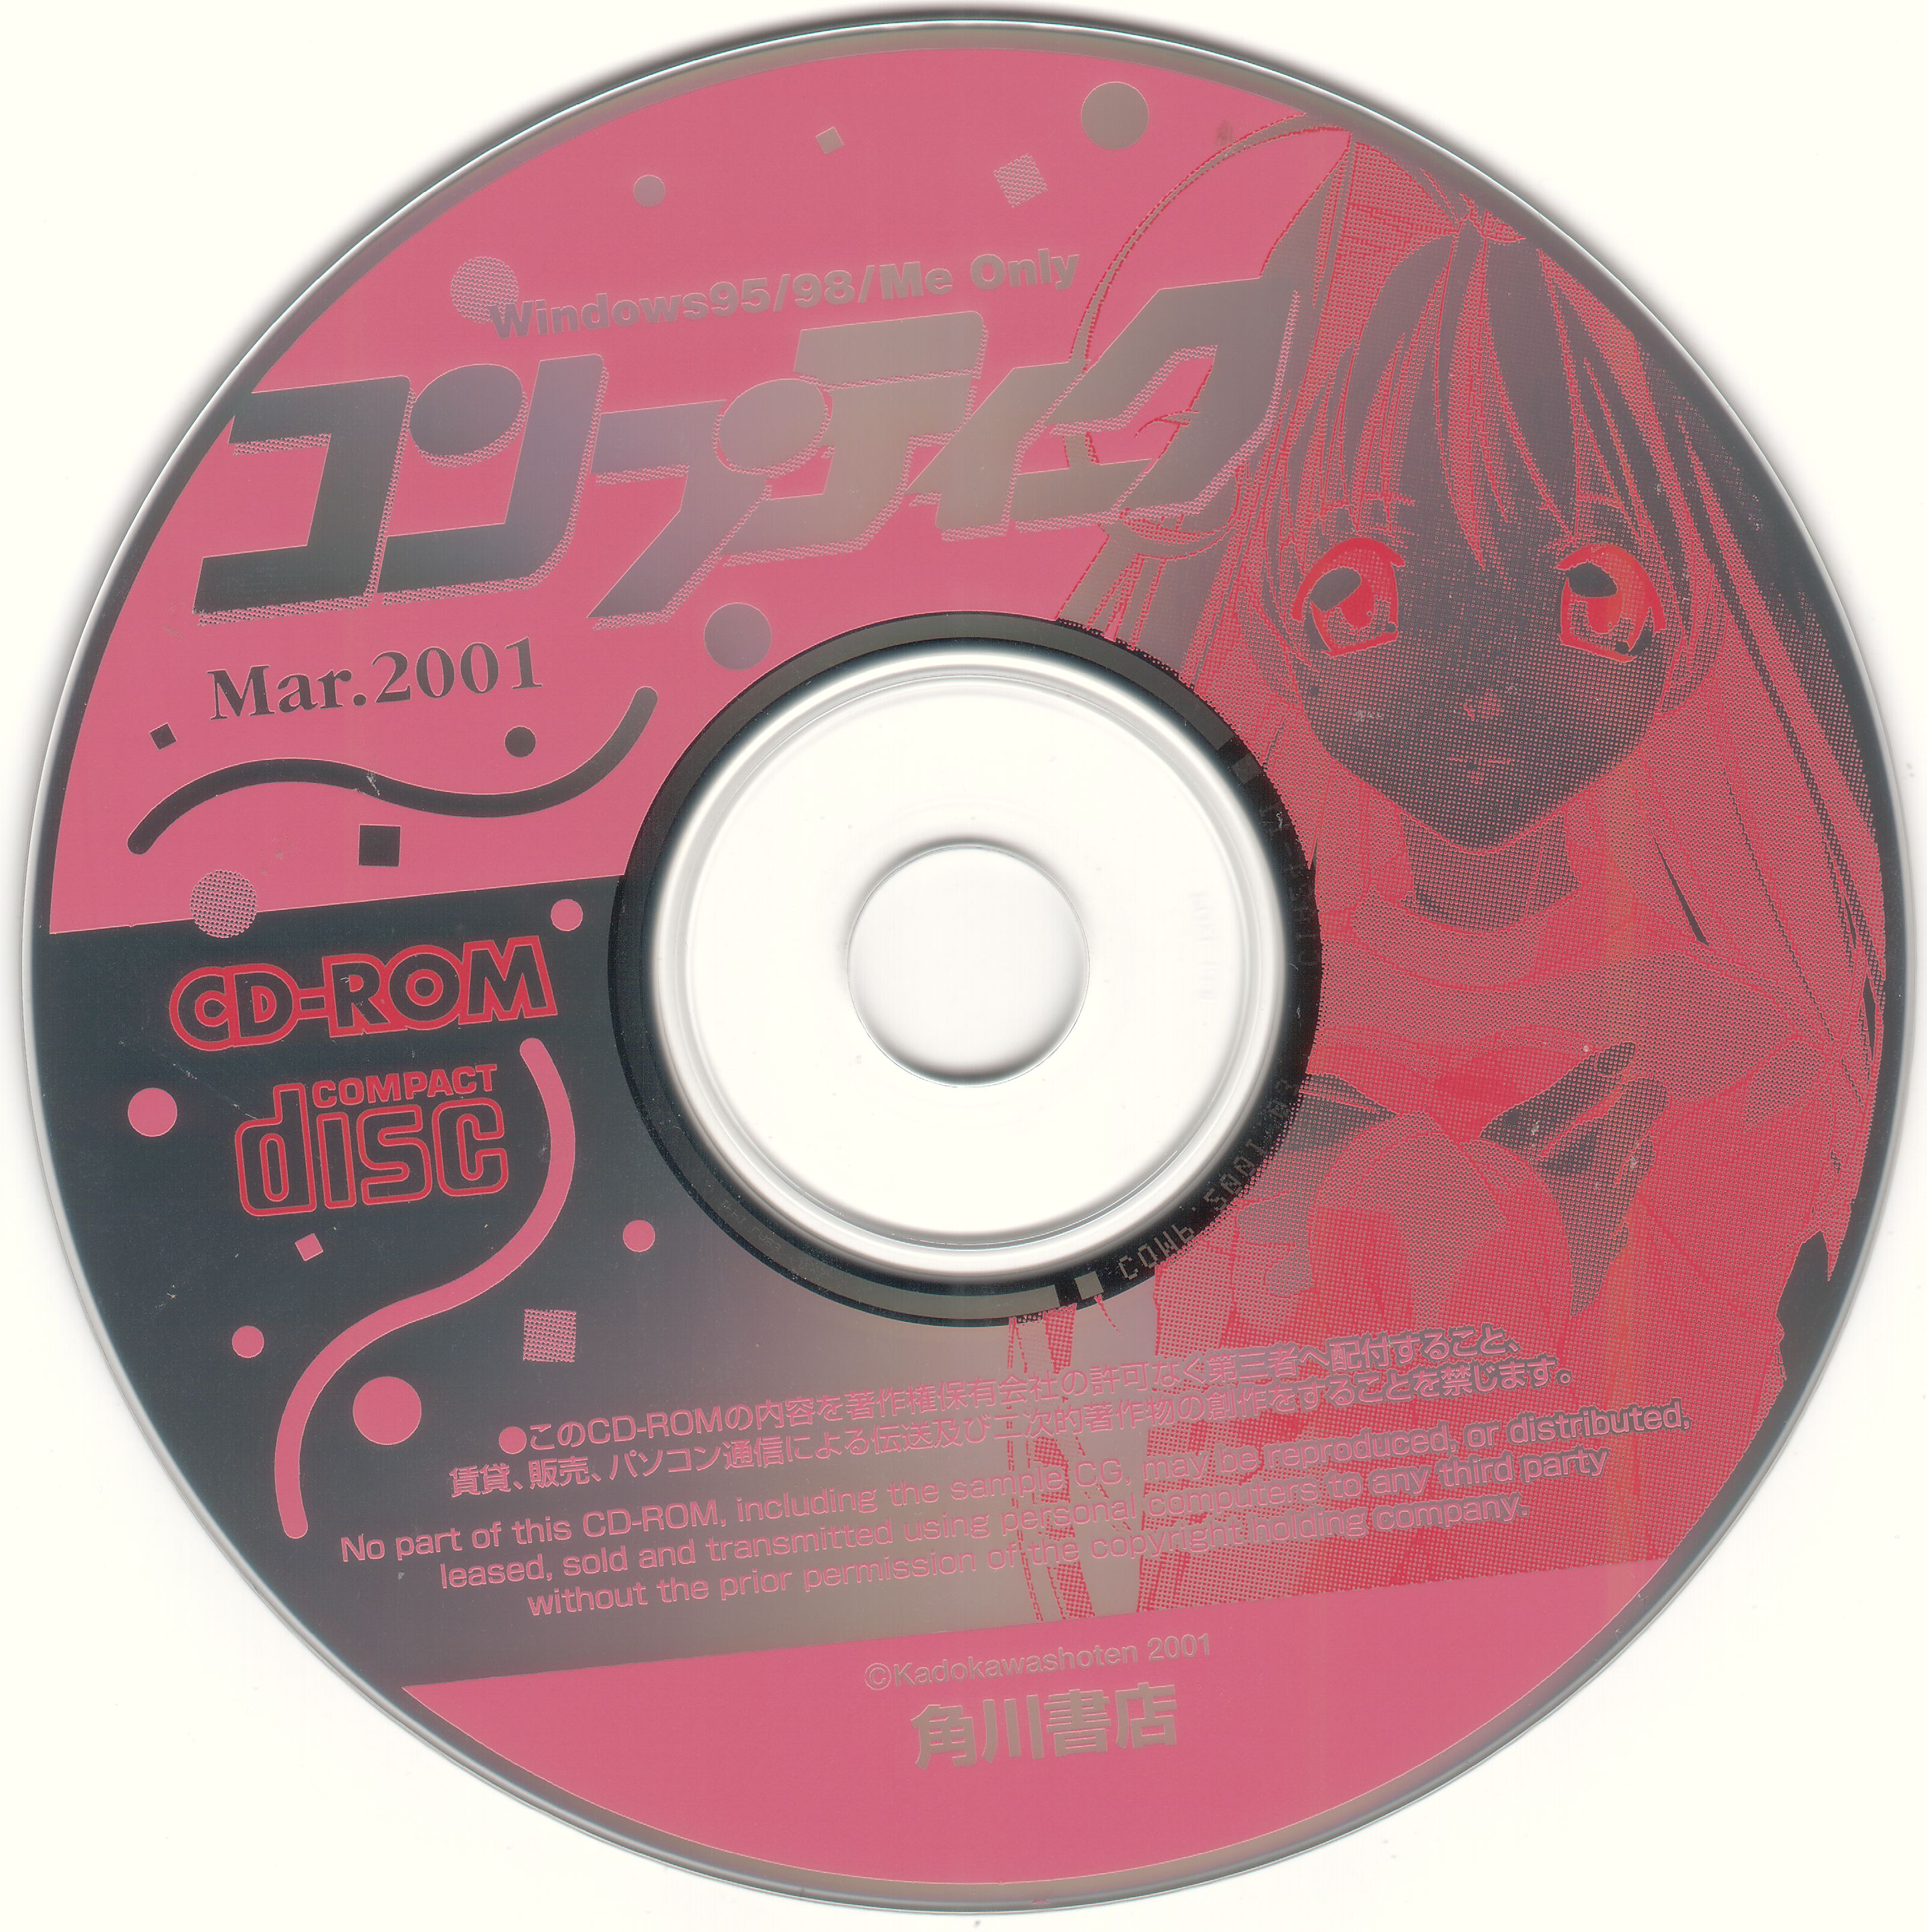 Windows95/98/Me Only
コンプティーク
Mar.2001
CD-ROM
COMPACT
disc
●このCD-ROMの内容を著作権保有会社の許可なく第三者へ配付すること、
賃貸、販売、パソコン通信による伝送及び二次的著作物の創作をすることを禁じます。
No part of this CD-ROM, including the sample CG, may be reproduced, or distributed,
leased, sold and transmitted using personal computers to any third party
without the prior permission of the copyright holding company.
©Kadokawashoten 2001
角川書店